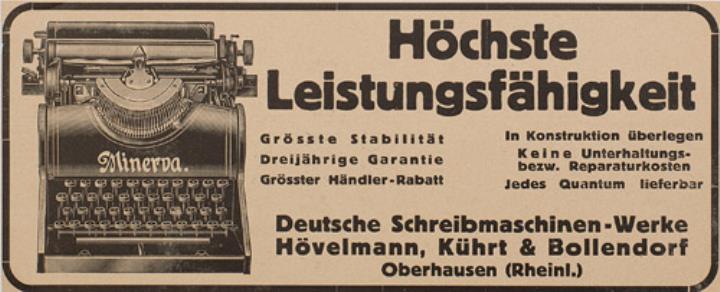 Höchste
Leistungsfähigkeit
Minerva.
Grösste Stabilität
Dreijährige Garantie
Grösster Händler-Rabatt
In Konstruktion überlegen
Keine Unterhaltungs-
bezw. Reparaturkosten
Jedes Quantum lieferbar
Deutsche Schreibmaschinen-Werke
Hövelmann, Kührt & Bollendorf
Oberhausen (Rheinl.)